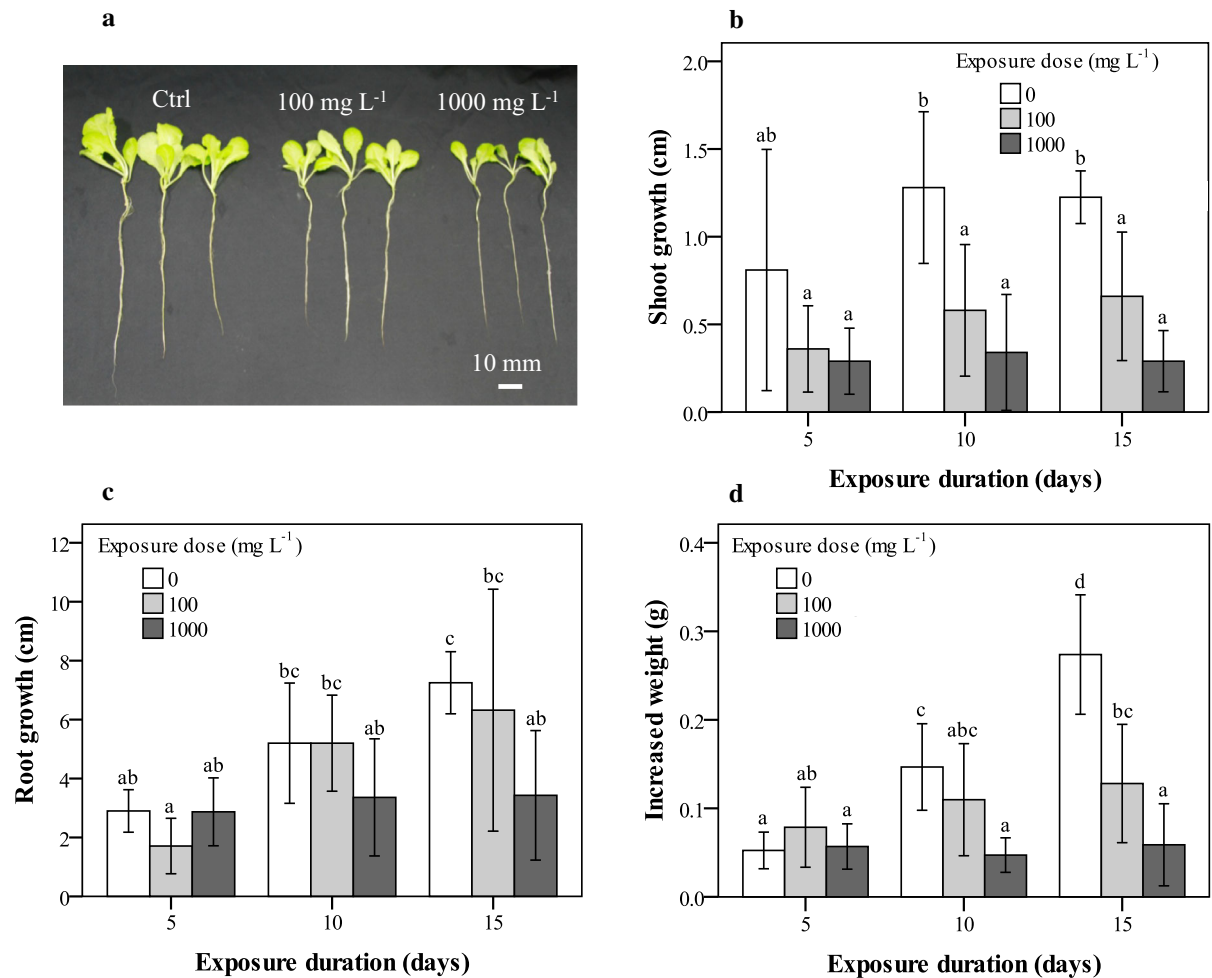 a
Ctrl
100 mg L-1
1000 mg L-1
10 mm
b
Exposure dose (mg L-1)
0
100
1000
2.0
1.5
1.0
0.5
0.0
Shoot growth (cm)
ab
a
a
b
a
a
b
a
a
5
10
15
Exposure duration (days)
c
Exposure dose (mg L-1)
0
100
1000
12
10
8
6
4
2
0
Root growth (cm)
ab
a
ab
bc
bc
ab
c
bc
ab
5
10
15
Exposure duration (days)
d
Exposure dose (mg L-1)
0
100
1000
0.4
0.3
0.2
0.1
0.0
Increased weight (g)
a
ab
a
c
abc
a
d
bc
a
5
10
15
Exposure duration (days)